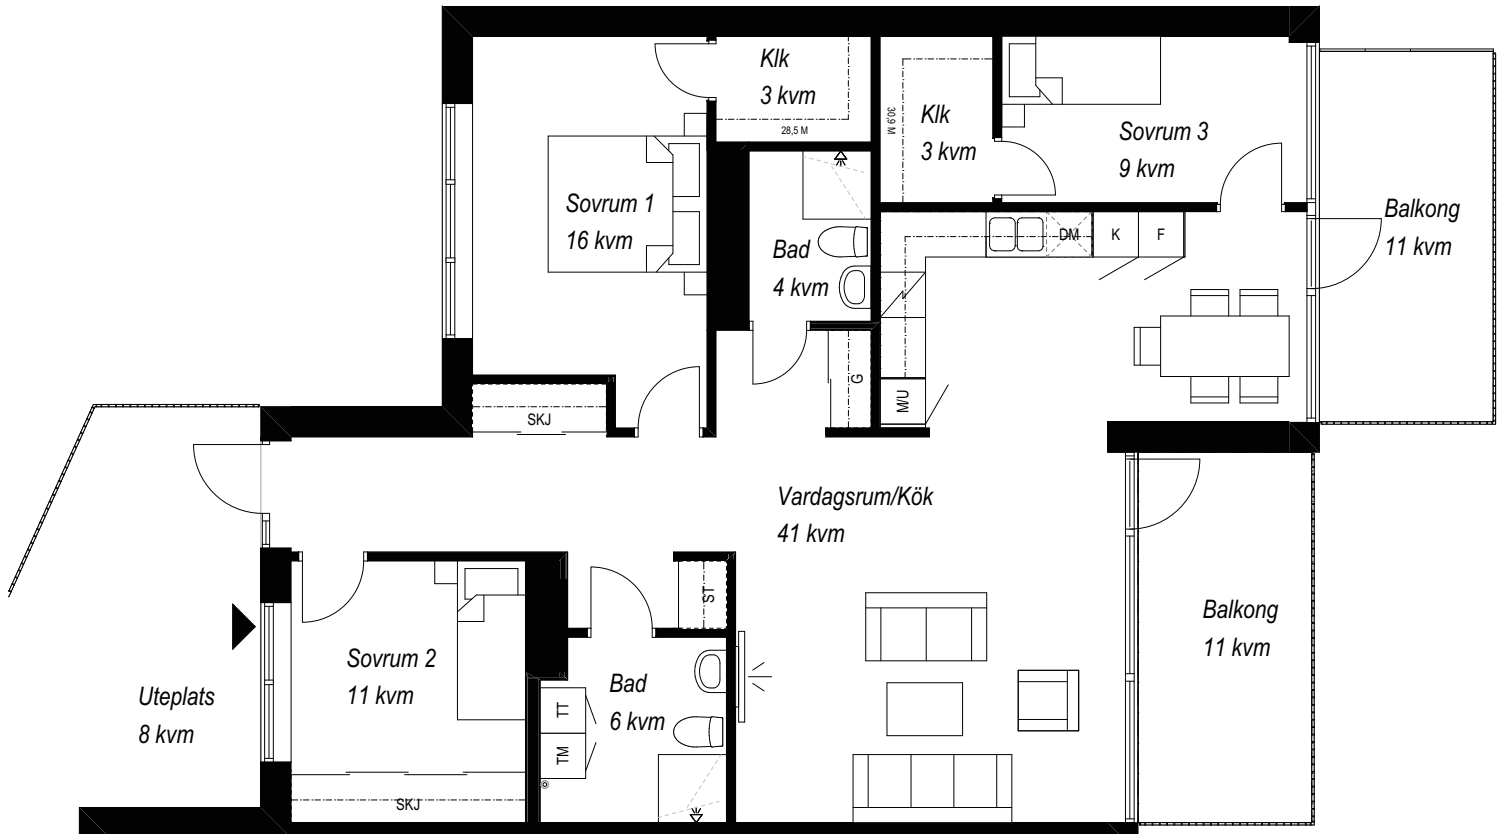 Klk
3 kvm
28,5 M
30,9 M
Klk
3 kvm
Sovrum 3
9 kvm
Sovrum 1
16 kvm
Balkong
11 kvm
Bad
4 kvm
DM
K
F
G
M/U
SKJ
Vardagsrum/Kök
41 kvm
ST
Balkong
11 kvm
Sovrum 2
11 kvm
Bad
6 kvm
Uteplats
8 kvm
TT
TM
SKJ